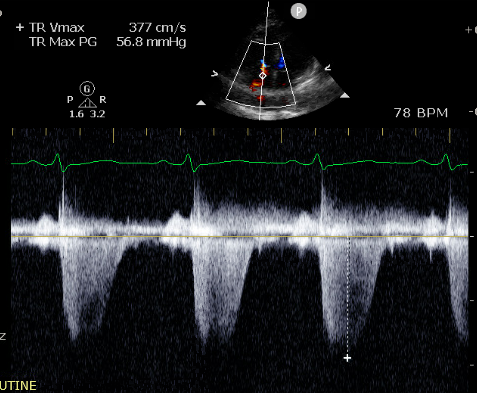 P
+ TR Vmax 377 cm/s
TR Max PG 56.8 mmHg
G
P R
1.6 3.2
78 BPM
UTINE